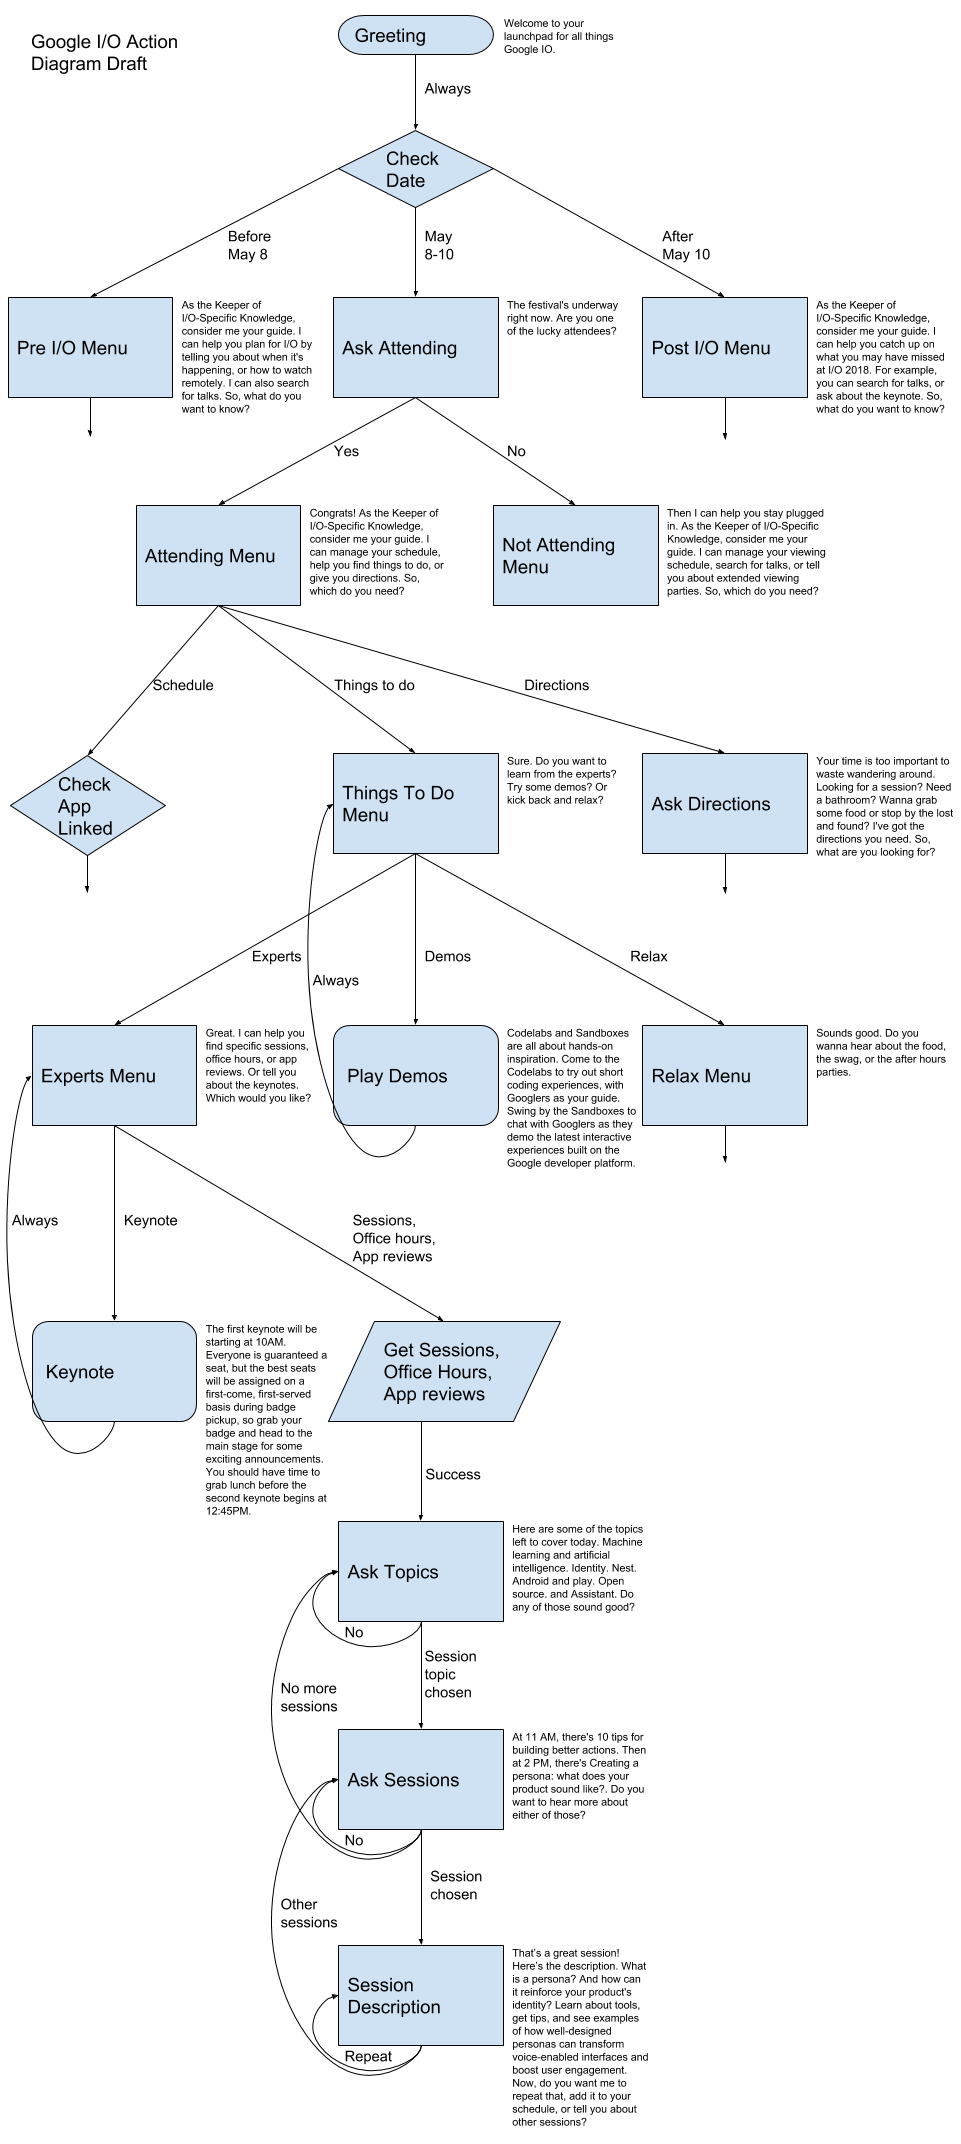 Google I/O Action
Diagram Draft
Greeting
Welcome to your
launchpad for all things
Google IO.
Always
Check
Date
Before
May 8
May
8-10
After
May 10
Pre I/O Menu
As the Keeper of
I/O-Specific Knowledge,
consider me your guide. I
can help you plan for I/O by
telling you about when it's
happening, or how to watch
remotely. I can also search
for talks. So, what do you
want to know?
Ask Attending
The festival's underway
right now. Are you one
of the lucky attendees?
Post I/O Menu
As the Keeper of
I/O-Specific Knowledge,
consider me your guide. I
can help you catch up on
what you may have missed
at I/O 2018. For example,
you can search for talks, or
ask about the keynote. So,
what do you want to know?
Yes
No
Attending Menu
Congrats! As the Keeper of
I/O-Specific Knowledge,
consider me your guide. I
can manage your schedule,
help you find things to do, or
give you directions. So,
which do you need?
Not Attending
Menu
Then I can help you stay plugged
in. As the Keeper of I/O-Specific
Knowledge, consider me your
guide. I can manage your viewing
schedule, search for talks, or tell
you about extended viewing
parties. So, which do you need?
Schedule
Things to do
Directions
Check
App
Linked
Things To Do
Menu
Sure. Do you want to
learn from the experts?
Try some demos? Or
kick back and relax?
Ask Directions
Your time is too important to
waste wandering around.
Looking for a session? Need
a bathroom? Wanna grab
some food or stop by the lost
and found? I've got the
directions you need. So,
what are you looking for?
Experts
Always
Demos
Relax
Experts Menu
Great. I can help you
find specific sessions,
office hours, or app
reviews. Or tell you
about the keynotes.
Which would you like?
Play Demos
Codelabs and Sandboxes
are all about hands-on
inspiration. Come to the
Codelabs to try out short
coding experiences, with
Googlers as your guide.
Swing by the Sandboxes to
chat with Googlers as they
demo the latest interactive
experiences built on the
Google developer platform.
Relax Menu
Sounds good. Do you
wanna hear about the food,
the swag, or the after hours
parties.
Always
Keynote
Sessions,
Office hours,
App reviews
Keynote
The first keynote will be
starting at 10AM.
Everyone is guaranteed a
seat, but the best seats
will be assigned on a
first-come, first-served
basis during badge
pickup, so grab your
badge and head to the
main stage for some
exciting announcements.
You should have time to
grab lunch before the
second keynote begins at
12:45PM.
Get Sessions,
Office Hours,
App reviews
Success
Ask Topics
Here are some of the topics
left to cover today. Machine
learning and artificial
intelligence. Identity. Nest.
Android and play. Open
source. and Assistant. Do
any of those sound good?
No
Session
topic
chosen
No more
sessions
Ask Sessions
At 11 AM, there's 10 tips for
building better actions. Then
at 2 PM, there's Creating a
persona: what does your
product sound like?. Do you
want to hear more about
either of those?
No
Session
chosen
Other
sessions
Session
Description
That's a great session!
Here's the description. What
is a persona? And how can
it reinforce your product's
identity? Learn about tools,
get tips, and see examples
of how well-designed
personas can transform
voice-enabled interfaces and
boost user engagement.
Now, do you want me to
repeat that, add it to your
schedule, or tell you about
other sessions?
Repeat